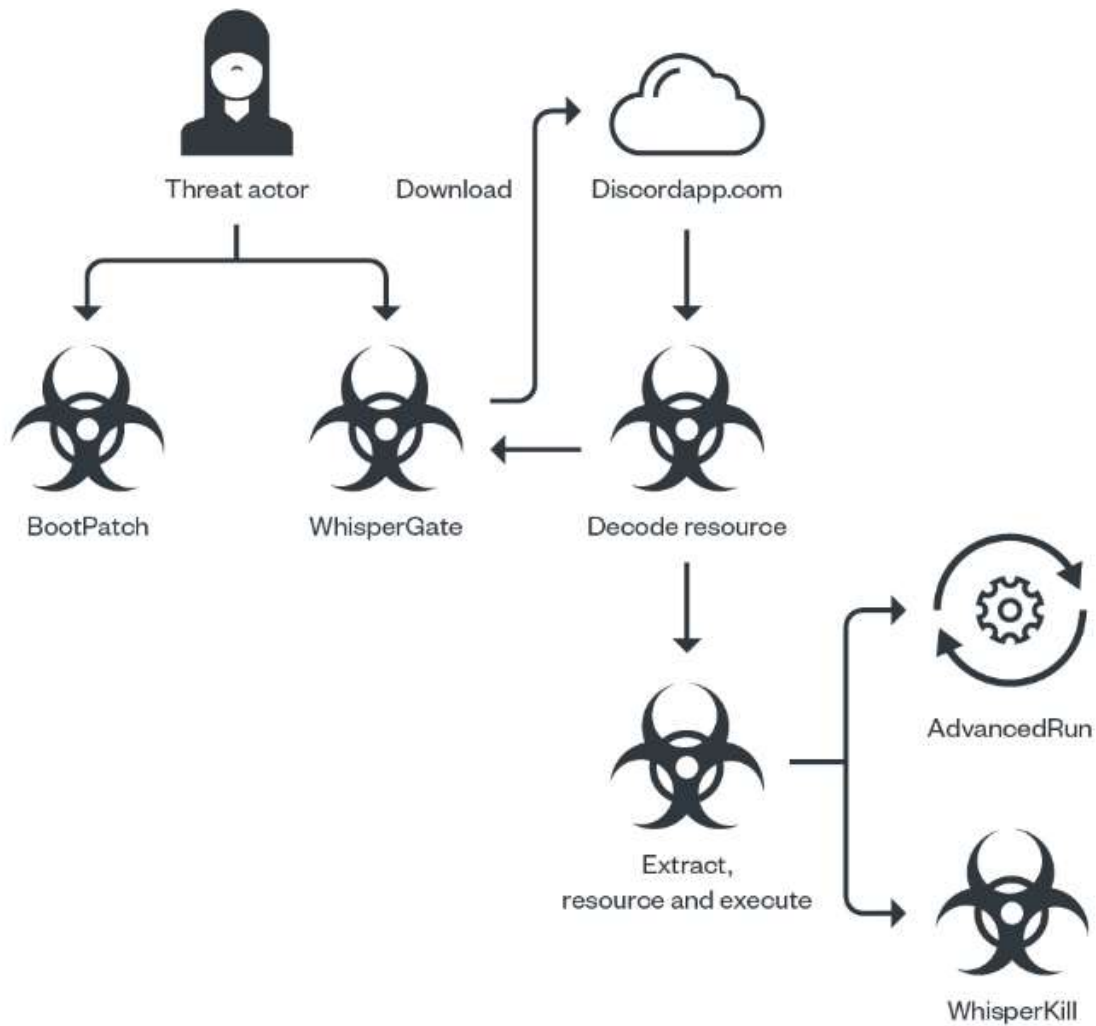 Threat actor
Download
Discordapp.com
BootPatch
WhisperGate
Decode resource
AdvancedRun
Extract,
resource and execute
WhisperKill